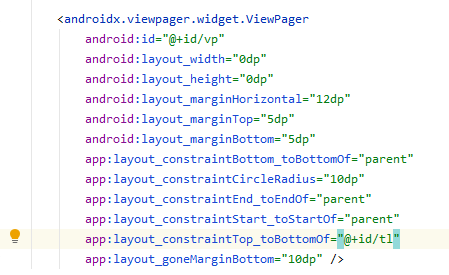 <androidx.viewpager.widget.ViewPager
android:id="@+id/vp"
android:layout_width="0dp"
android:layout_height="0dp"
android:layout_marginHorizontal="12dp"
android:layout_marginTop="5dp"
android:layout_marginBottom="5dp"
app:layout_constraintBottom_toBottomOf="parent"
app:layout_constraintCircleRadius="10dp"
app:layout_constraintEnd_toEndOf="parent"
app:layout_constraintStart_toStartOf="parent"
app:layout_constraintTop_toBottomOf="@+id/tl"
app:layout_goneMarginBottom="10dp" />